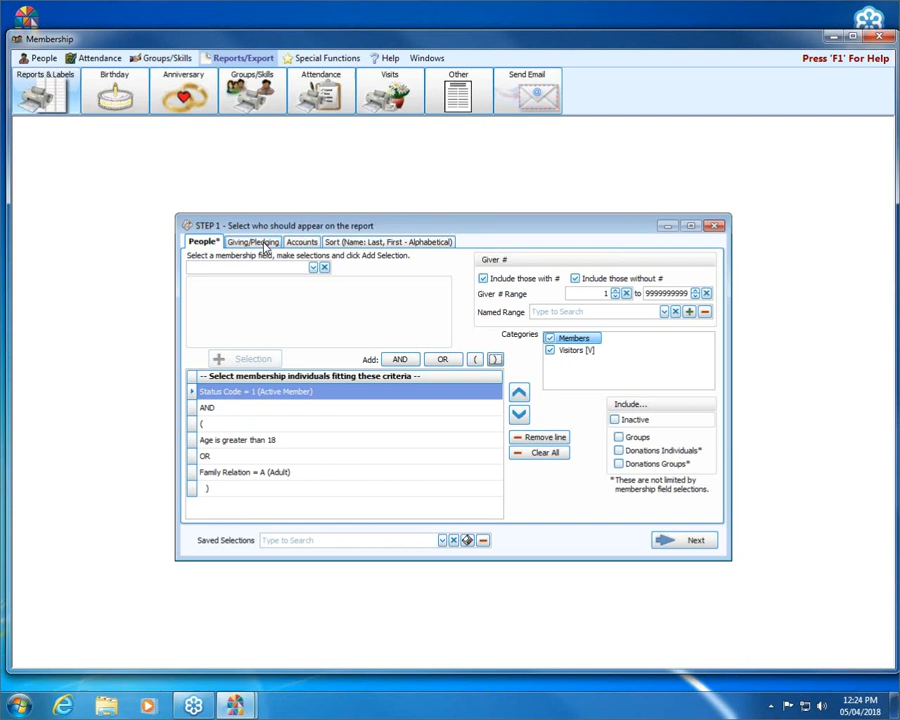 Membership
People Attendance Groups/Skills Reports/Export Special Functions Help Windows Press 'F1' For Help
Reports & Labels Birthday Anniversary Groups/Skills Attendance Visits Other Send Email
STEP 1 - Select who should appear on the report
People* Giving/Pledging Accounts Sort (Name: Last, First - Alphabetical)
Select a membership field, make selections and click Add Selection.
Giver #
Include those with # Include those without #
Giver # Range 1 to 9999999999
Named Range Type to Search
Categories Members
Visitors [V]
Selection Add: AND OR ( )
-- Select membership individuals fitting these criteria --
Status Code = 1 (Active Member)
AND
(
Age is greater than 18
OR
Family Relation = A (Adult)
)
Remove line
Clear All
Include...
Inactive
Groups
Donations Individuals*
Donations Groups*
*These are not limited by
membership field selections.
Saved Selections Type to Search Next
12:24 PM
05/04/2018